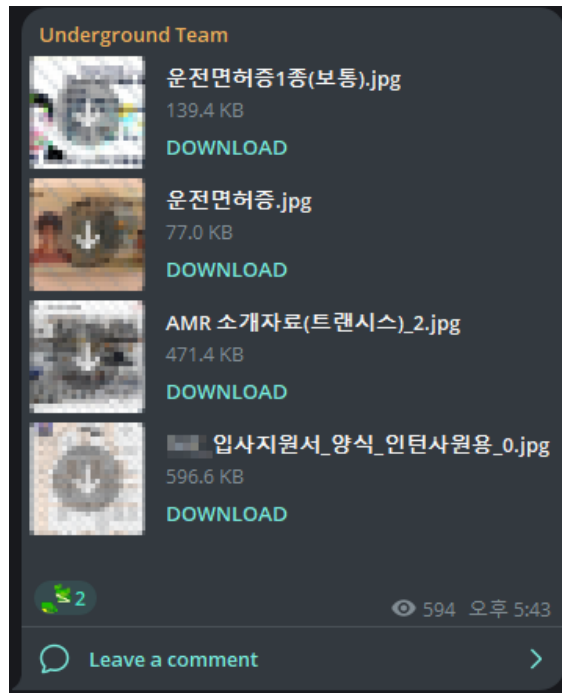 Underground Team
운전면허증1종(보통).jpg
139.4 KB
DOWNLOAD
운전면허증.jpg
77.0 KB
DOWNLOAD
AMR 소개자료(트랜시스)_2.jpg
471.4 KB
DOWNLOAD
_입사지원서_양식_인턴사원용_0.jpg
596.6 KB
DOWNLOAD
2
594 오후 5:43
Leave a comment